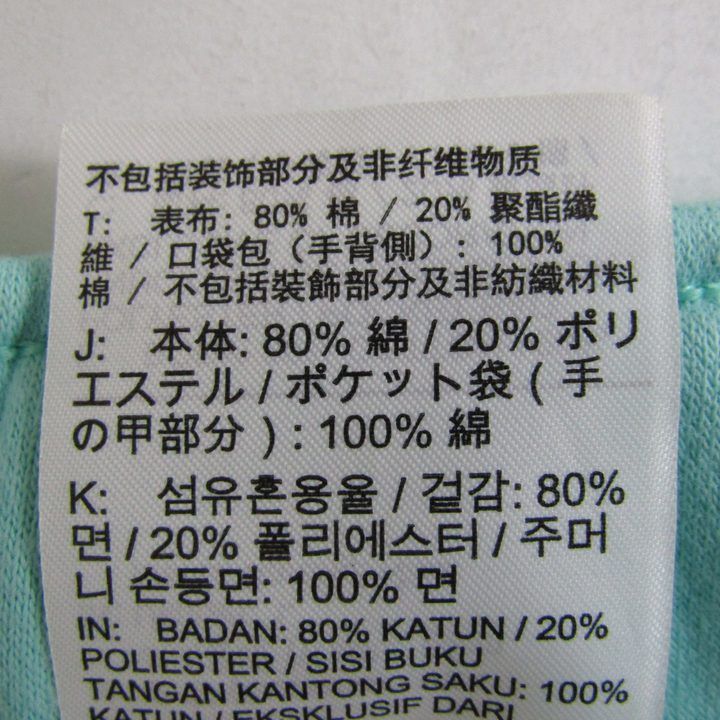 不包括装饰部分及非纤维物质
T: 表布: 80% 棉 / 20% 聚酯纖
維 / 口袋包（手背側）: 100%
棉 / 不包括裝飾部分及非紡織材料
J: 本体: 80% 綿 / 20% ポリ
エステル / ポケット袋 ( 手
の甲部分 ) : 100% 綿
K: 섬유혼용율 / 겉감: 80%
면 / 20% 폴리에스터 / 주머
니 손등면: 100% 면
IN: BADAN: 80% KATUN / 20%
POLIESTER / SISI BUKU
TANGAN KANTONG SAKU: 100%
KATUN / EKSKLUSIF DARI